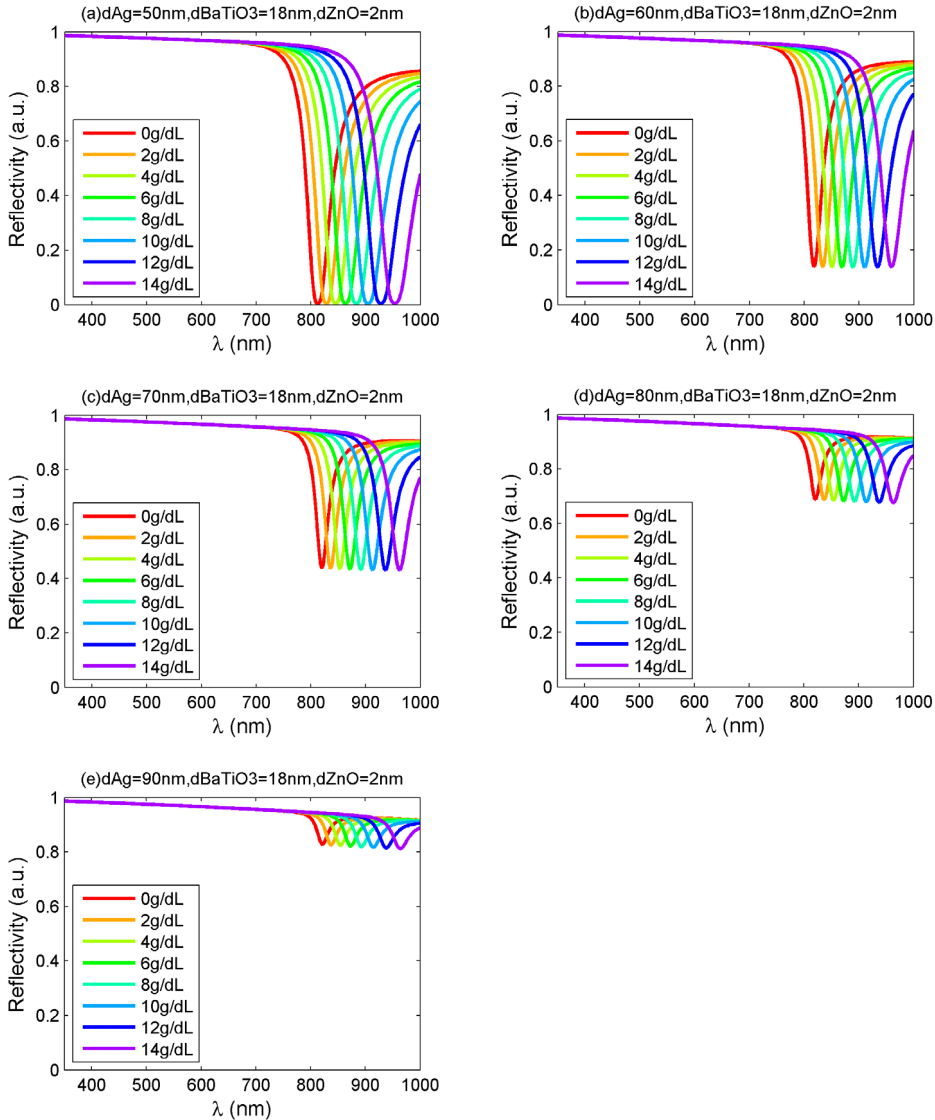 (a)dAg=50nm,dBaTiO3=18nm,dZnO=2nm
1
0.8
0.6
0.4
0.2
0
Reflectivity (a.u.)
0g/dL
2g/dL
4g/dL
6g/dL
8g/dL
10g/dL
12g/dL
14g/dL
400 500 600 700 800 900 1000
λ (nm)
(b)dAg=60nm,dBaTiO3=18nm,dZnO=2nm
1
0.8
0.6
0.4
0.2
0
Reflectivity (a.u.)
0g/dL
2g/dL
4g/dL
6g/dL
8g/dL
10g/dL
12g/dL
14g/dL
400 500 600 700 800 900 1000
λ (nm)
(c)dAg=70nm,dBaTiO3=18nm,dZnO=2nm
1
0.8
0.6
0.4
0.2
0
Reflectivity (a.u.)
0g/dL
2g/dL
4g/dL
6g/dL
8g/dL
10g/dL
12g/dL
14g/dL
400 500 600 700 800 900 1000
λ (nm)
(d)dAg=80nm,dBaTiO3=18nm,dZnO=2nm
1
0.8
0.6
0.4
0.2
0
Reflectivity (a.u.)
0g/dL
2g/dL
4g/dL
6g/dL
8g/dL
10g/dL
12g/dL
14g/dL
400 500 600 700 800 900 1000
λ (nm)
(e)dAg=90nm,dBaTiO3=18nm,dZnO=2nm
1
0.8
0.6
0.4
0.2
0
Reflectivity (a.u.)
0g/dL
2g/dL
4g/dL
6g/dL
8g/dL
10g/dL
12g/dL
14g/dL
400 500 600 700 800 900 1000
λ (nm)